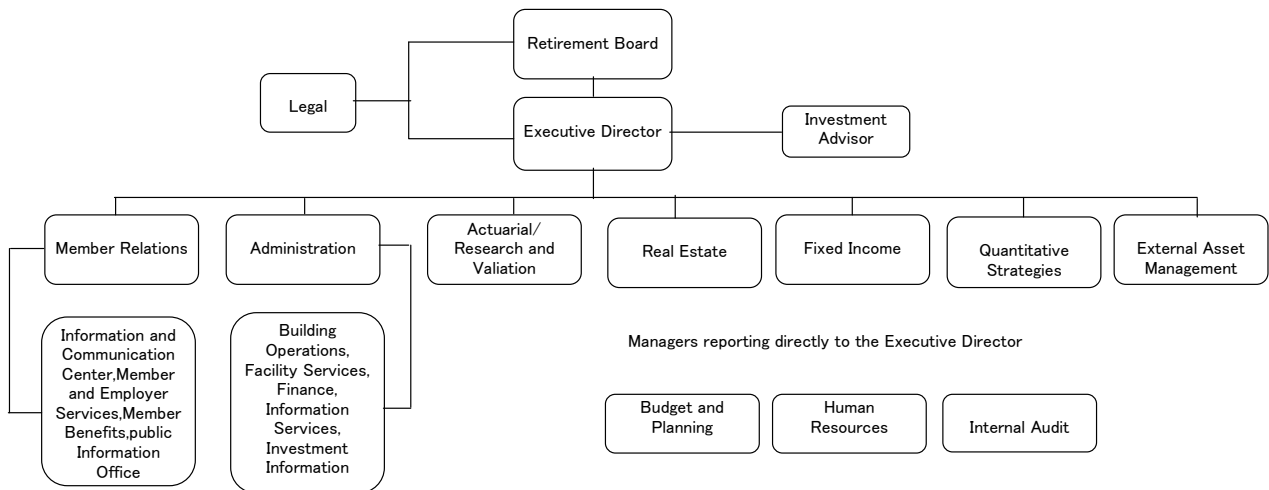 Retirement Board
Legal
Executive Director
Investment
Advisor
Member Relations
Administration
Actuarial/
Research and
Valiation
Real Estate
Fixed Income
Quantitative
Strategies
External Asset
Management
Information and
Communication
Center,Member
and Employer
Services,Member
Benefits,public
Information
Office
Building
Operations,
Facility Services,
Finance,
Information
Services,
Investment
Information
Managers reporting directly to the Executive Director
Budget and
Planning
Human
Resources
Internal Audit